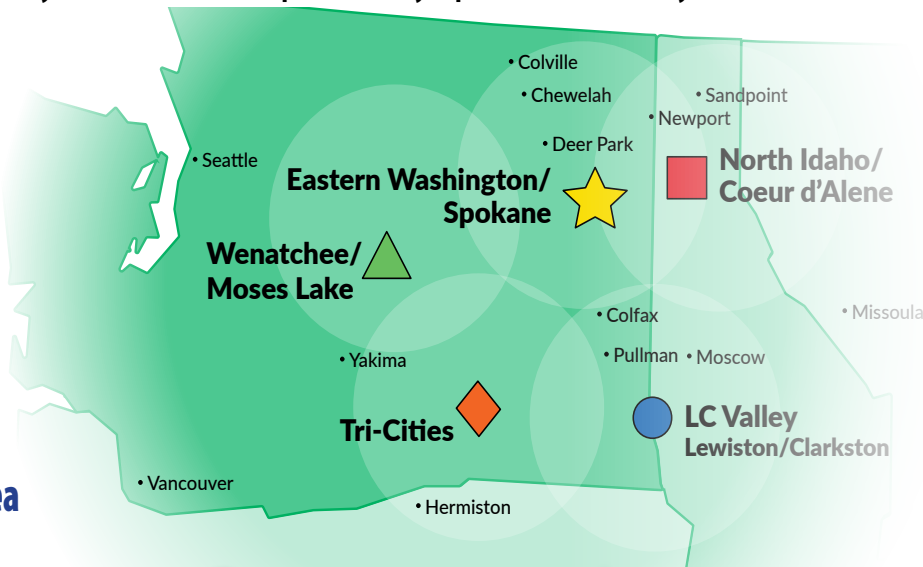 Colville
Chewelah
Sandpoint
Newport
Deer Park
Seattle
North Idaho/
Coeur d'Alene
Eastern Washington/
Spokane
Wenatchee/
Moses Lake
Colfax
Missoula
Pullman
Moscow
Yakima
LC Valley
Lewiston/Clarkston
Tri-Cities
Vancouver
Hermiston